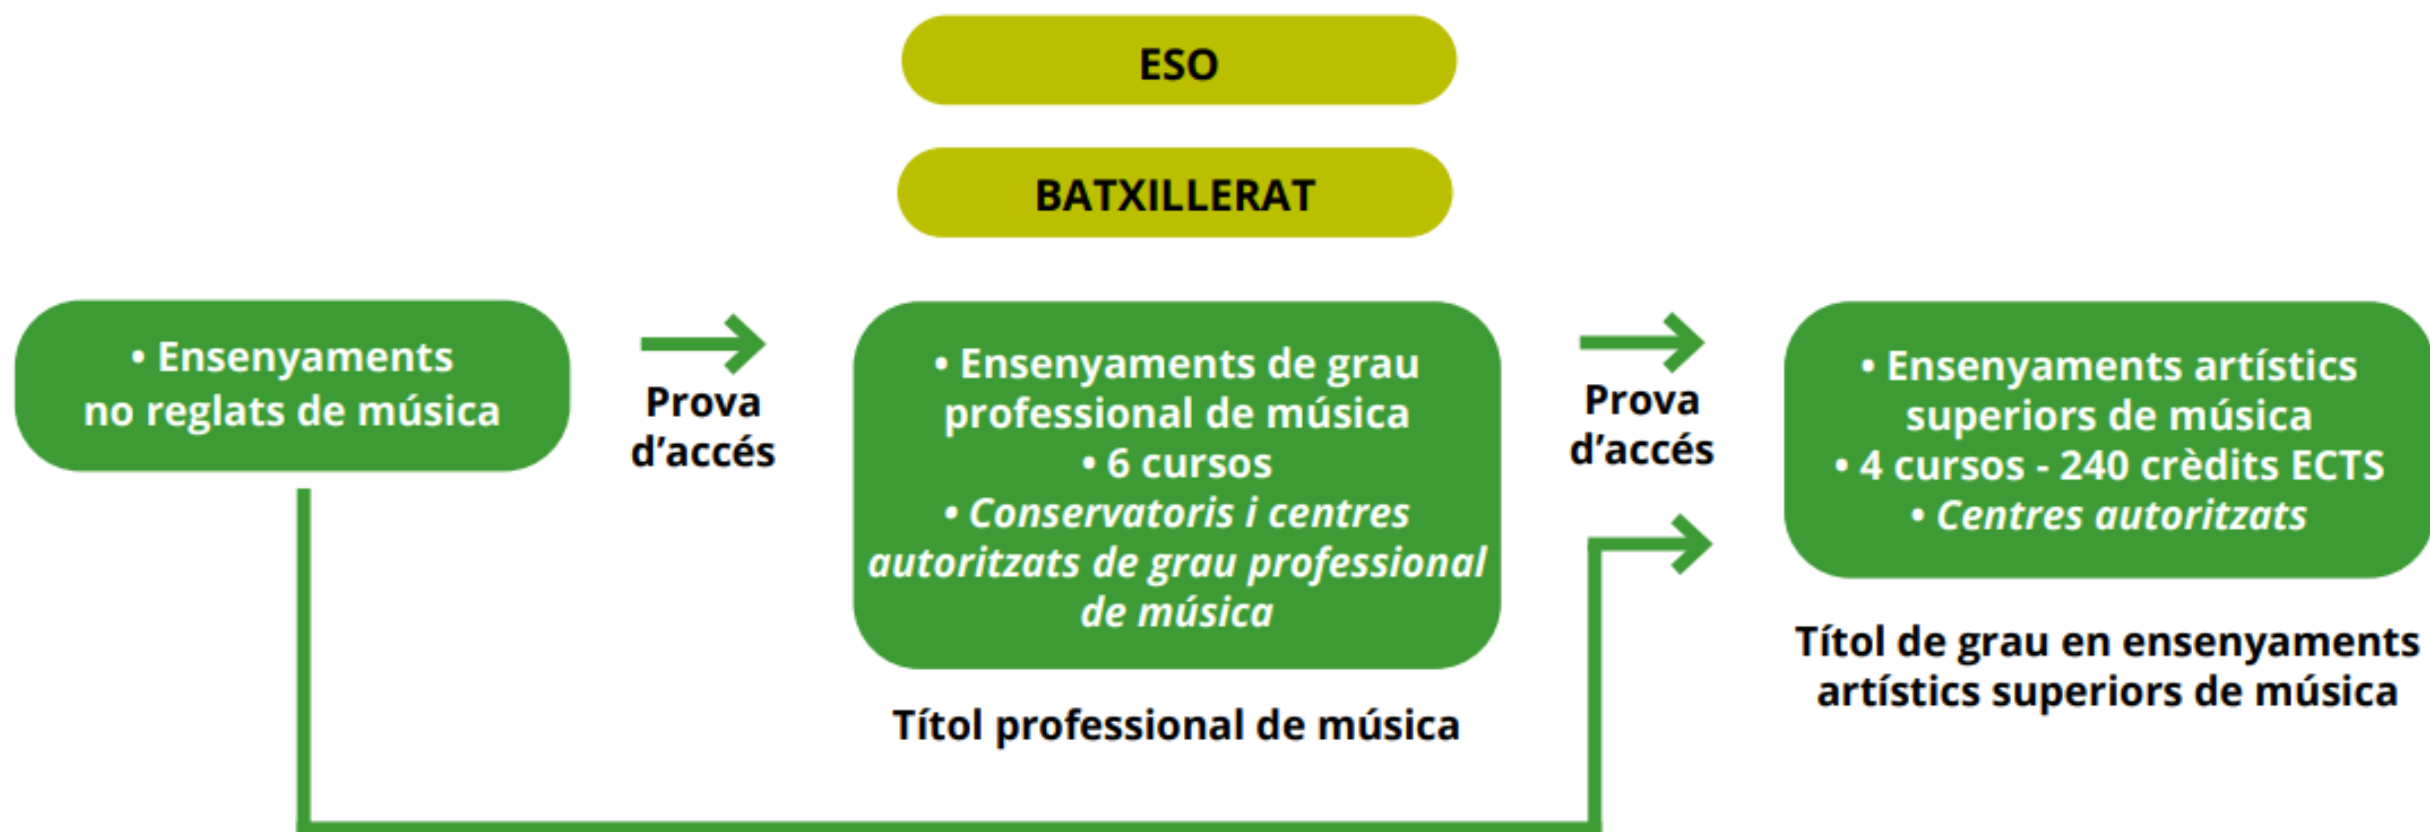 ESO
BATXILLERAT
• Ensenyaments
no reglats de música
Prova
d'accés
• Ensenyaments de grau
professional de música
• 6 cursos
• Conservatoris i centres
autoritzats de grau professional
de música
Títol professional de música
Prova
d'accés
• Ensenyaments artístics
superiors de música
• 4 cursos - 240 crèdits ECTS
• Centres autoritzats
Títol de grau en ensenyaments
artístics superiors de música